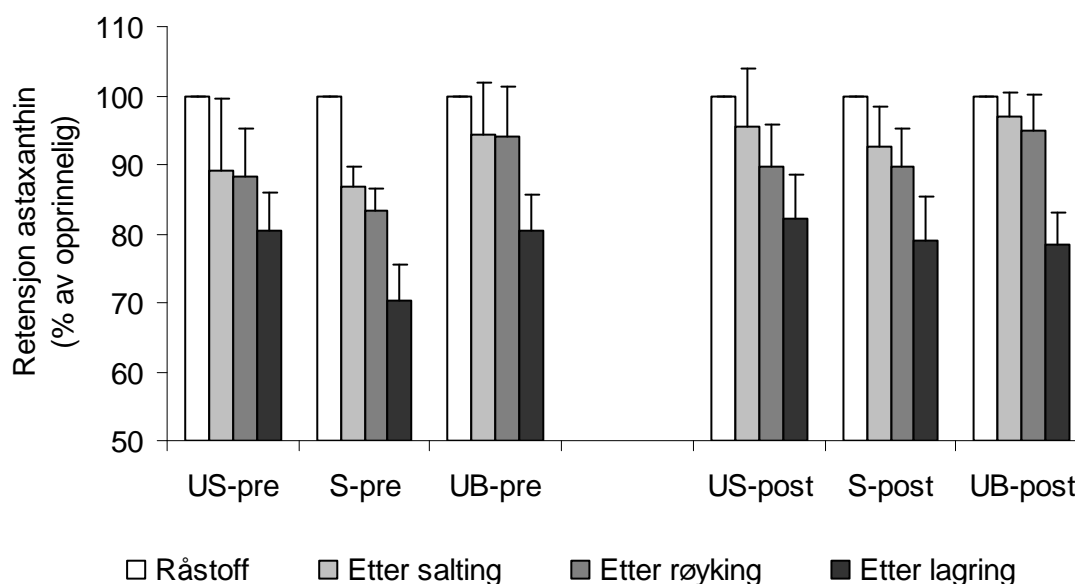 Retensjon astaxanthin
(% av opprinnelig)
110
100
90
80
70
60
50
US-pre S-pre UB-pre US-post S-post UB-post
Råstoff Etter salting Etter røyking Etter lagring